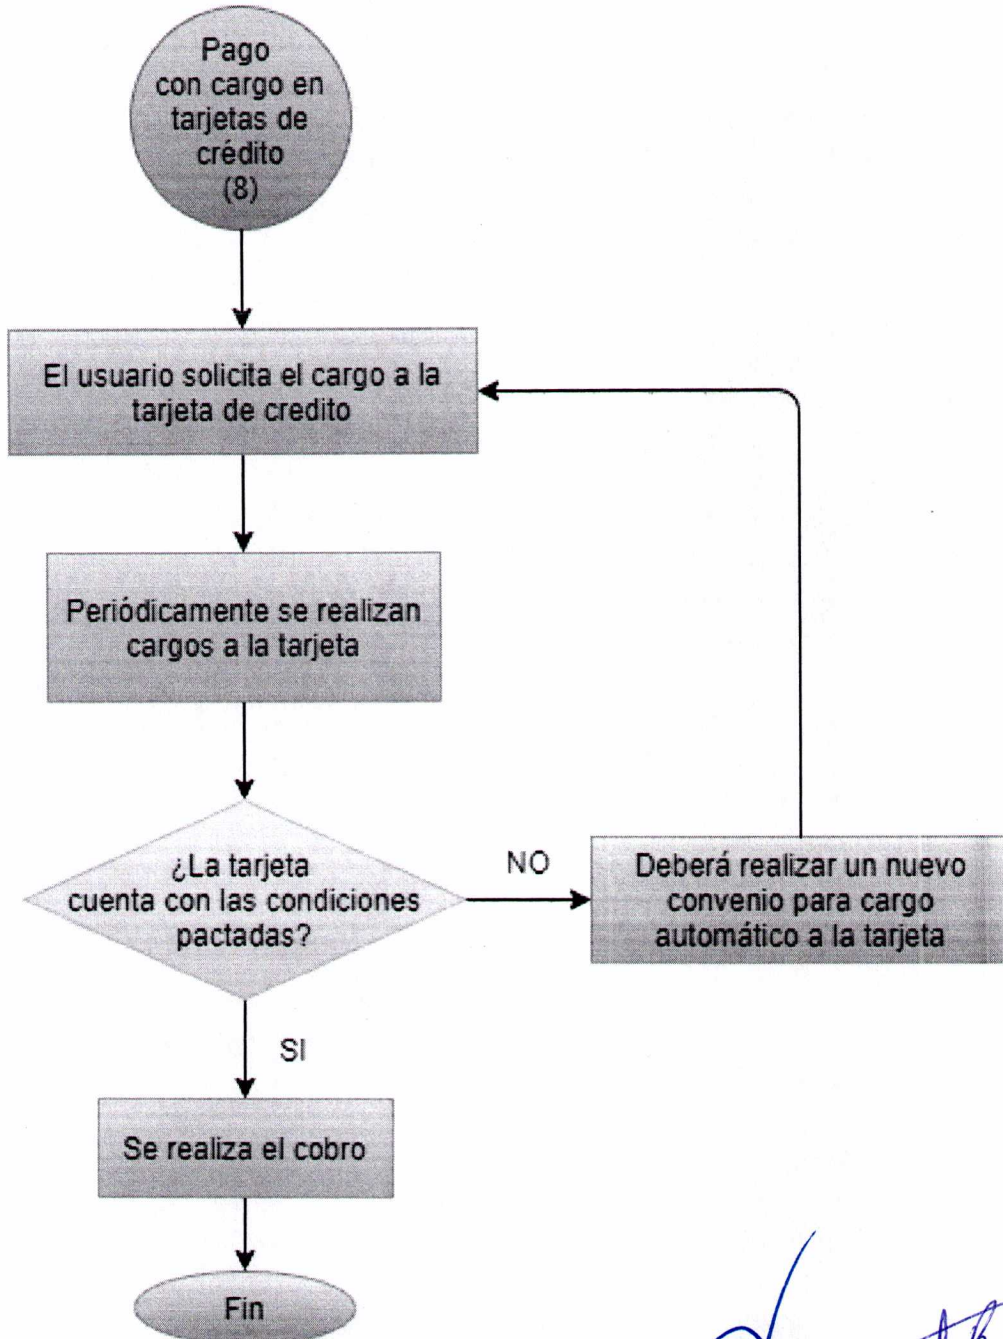 Pago
con cargo en
tarjetas de
crédito
(8)
El usuario solicita el cargo a la
tarjeta de credito
Periódicamente se realizan
cargos a la tarjeta
¿La tarjeta
cuenta con las condiciones
pactadas?
NO
Deberá realizar un nuevo
convenio para cargo
automático a la tarjeta
SI
Se realiza el cobro
Fin